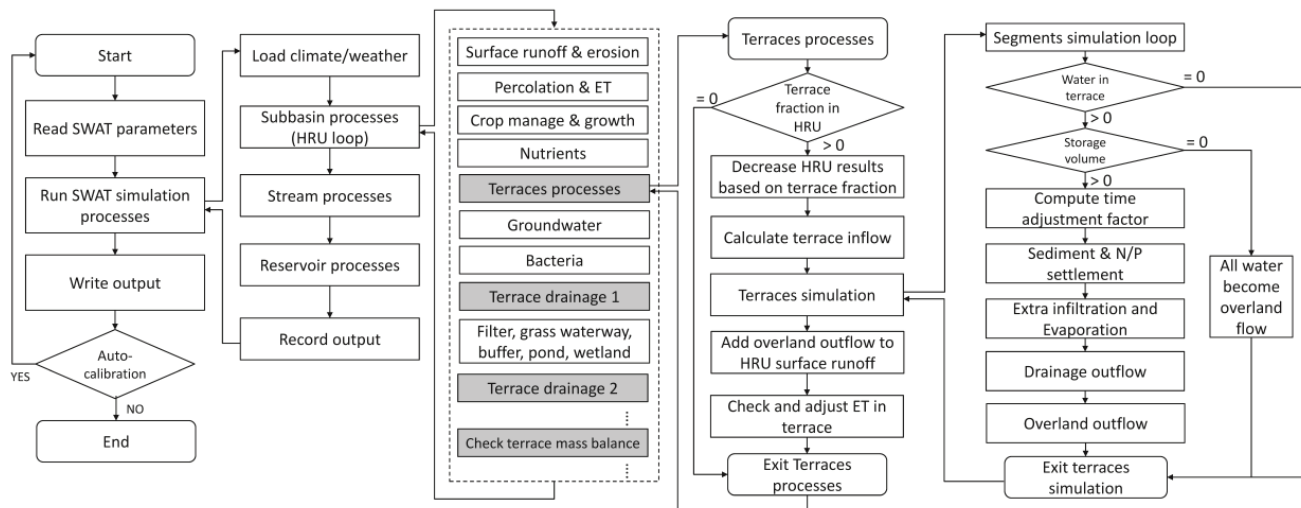 Start
Read SWAT parameters
Run SWAT simulation
processes
Write output
Auto-
calibration
YES
NO
End
Load climate/weather
Subbasin processes
(HRU loop)
Stream processes
Reservoir processes
Record output
Surface runoff & erosion
Percolation & ET
Crop manage & growth
Nutrients
Terraces processes
Groundwater
Bacteria
Terrace drainage 1
Filter, grass waterway,
buffer, pond, wetland
Terrace drainage 2
Check terrace mass balance
Terraces processes
Terrace
fraction in
HRU
= 0
> 0
Decrease HRU results
based on terrace fraction
Calculate terrace inflow
Terraces simulation
Add overland outflow to
HRU surface runoff
Check and adjust ET in
terrace
Exit Terraces
processes
Segments simulation loop
Water in
terrace
= 0
> 0
Storage
volume
= 0
> 0
Compute time
adjustment factor
Sediment & N/P
settlement
Extra infiltration and
Evaporation
Drainage outflow
Overland outflow
Exit terraces
simulation
All water
become
overland
flow